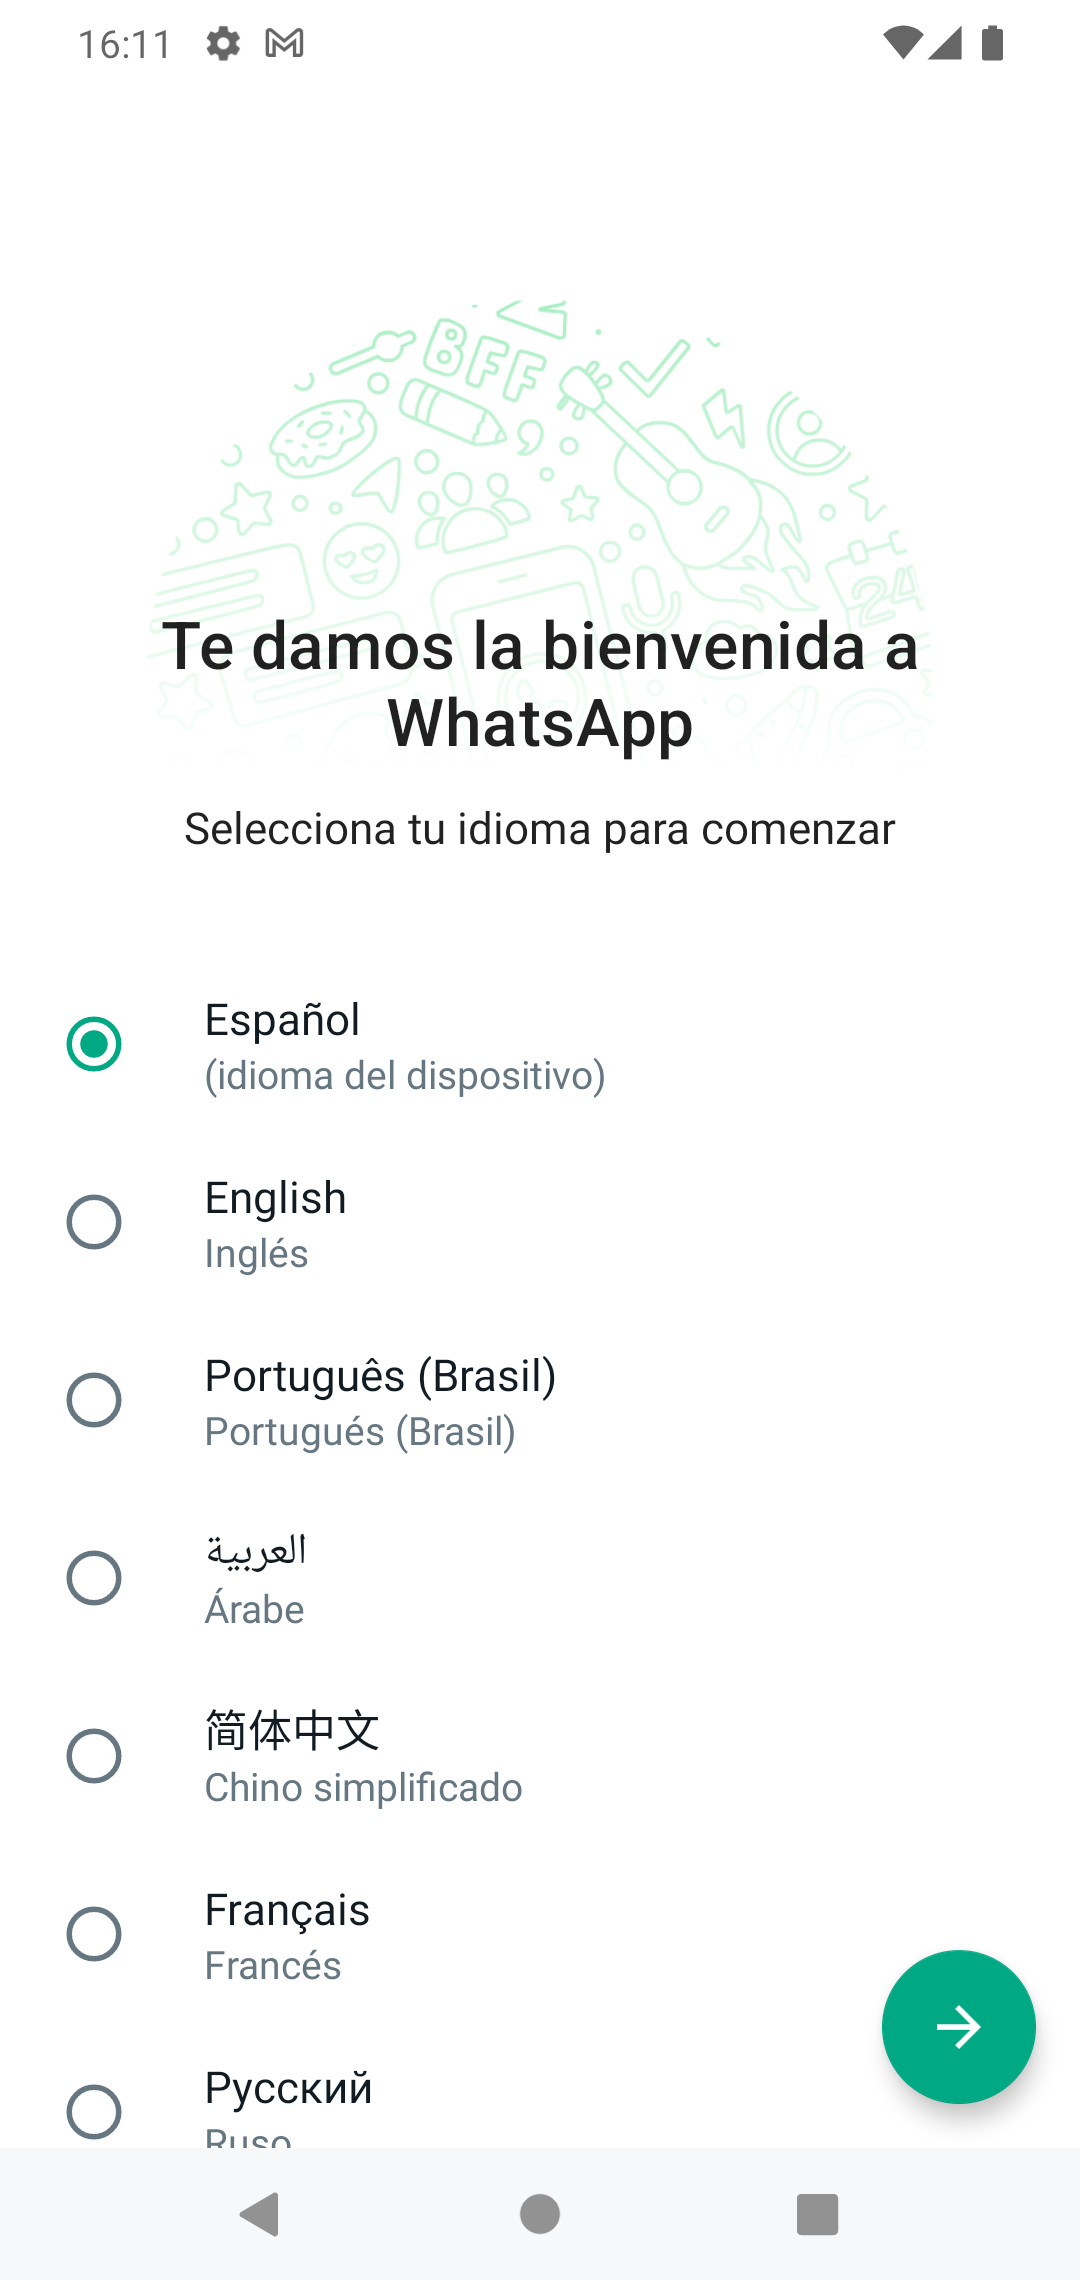 16:11
BFF
24
Te damos la bienvenida a
WhatsApp
Selecciona tu idioma para comenzar
Español
(idioma del dispositivo)
English
Inglés
Português (Brasil)
Portugués (Brasil)
العربية
Árabe
简体中文
Chino simplificado
Français
Francés
Русский
Ruso